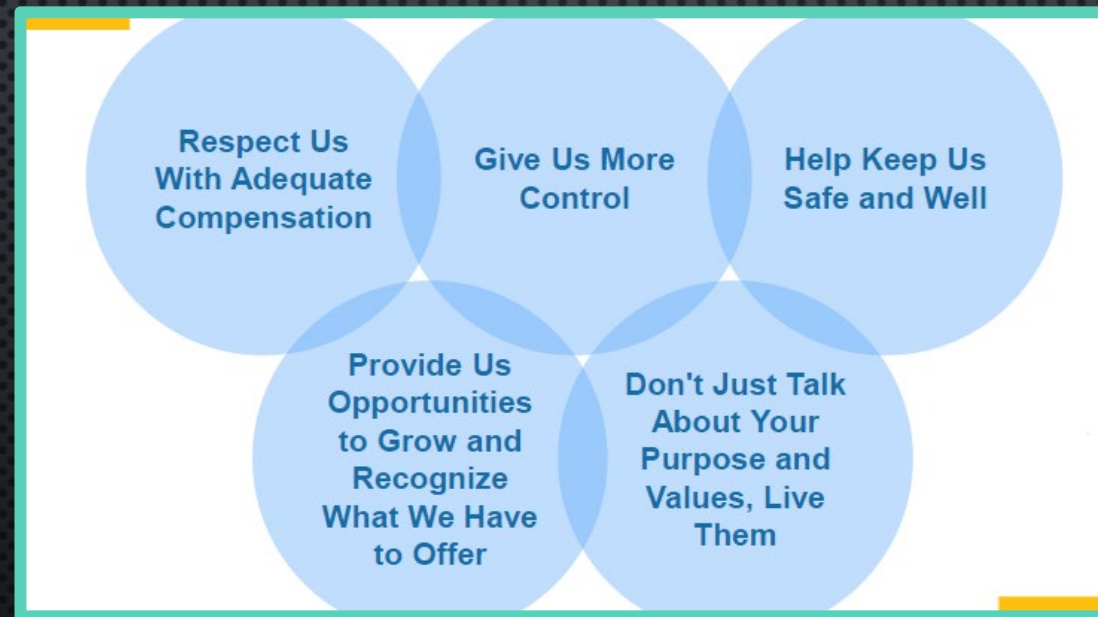 Respect Us
With Adequate
Compensation
Give Us More
Control
Help Keep Us
Safe and Well
Provide Us
Opportunities
to Grow and
Recognize
What We Have
to Offer
Don't Just Talk
About Your
Purpose and
Values, Live
Them